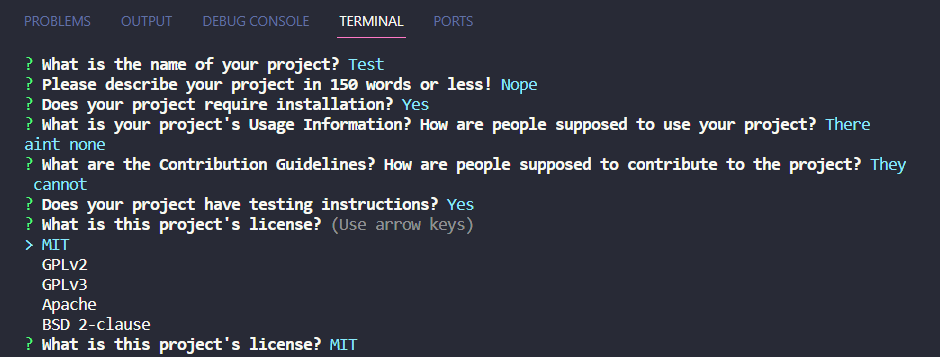 PROBLEMS OUTPUT DEBUG CONSOLE TERMINAL PORTS
? What is the name of your project? Test
? Please describe your project in 150 words or less! Nope
? Does your project require installation? Yes
? What is your project's Usage Information? How are people supposed to use your project? There
aint none
? What are the Contribution Guidelines? How are people supposed to contribute to the project? They
cannot
? Does your project have testing instructions? Yes
? What is this project's license? (Use arrow keys)
> MIT
GPLv2
GPLv3
Apache
BSD 2-clause
? What is this project's license? MIT